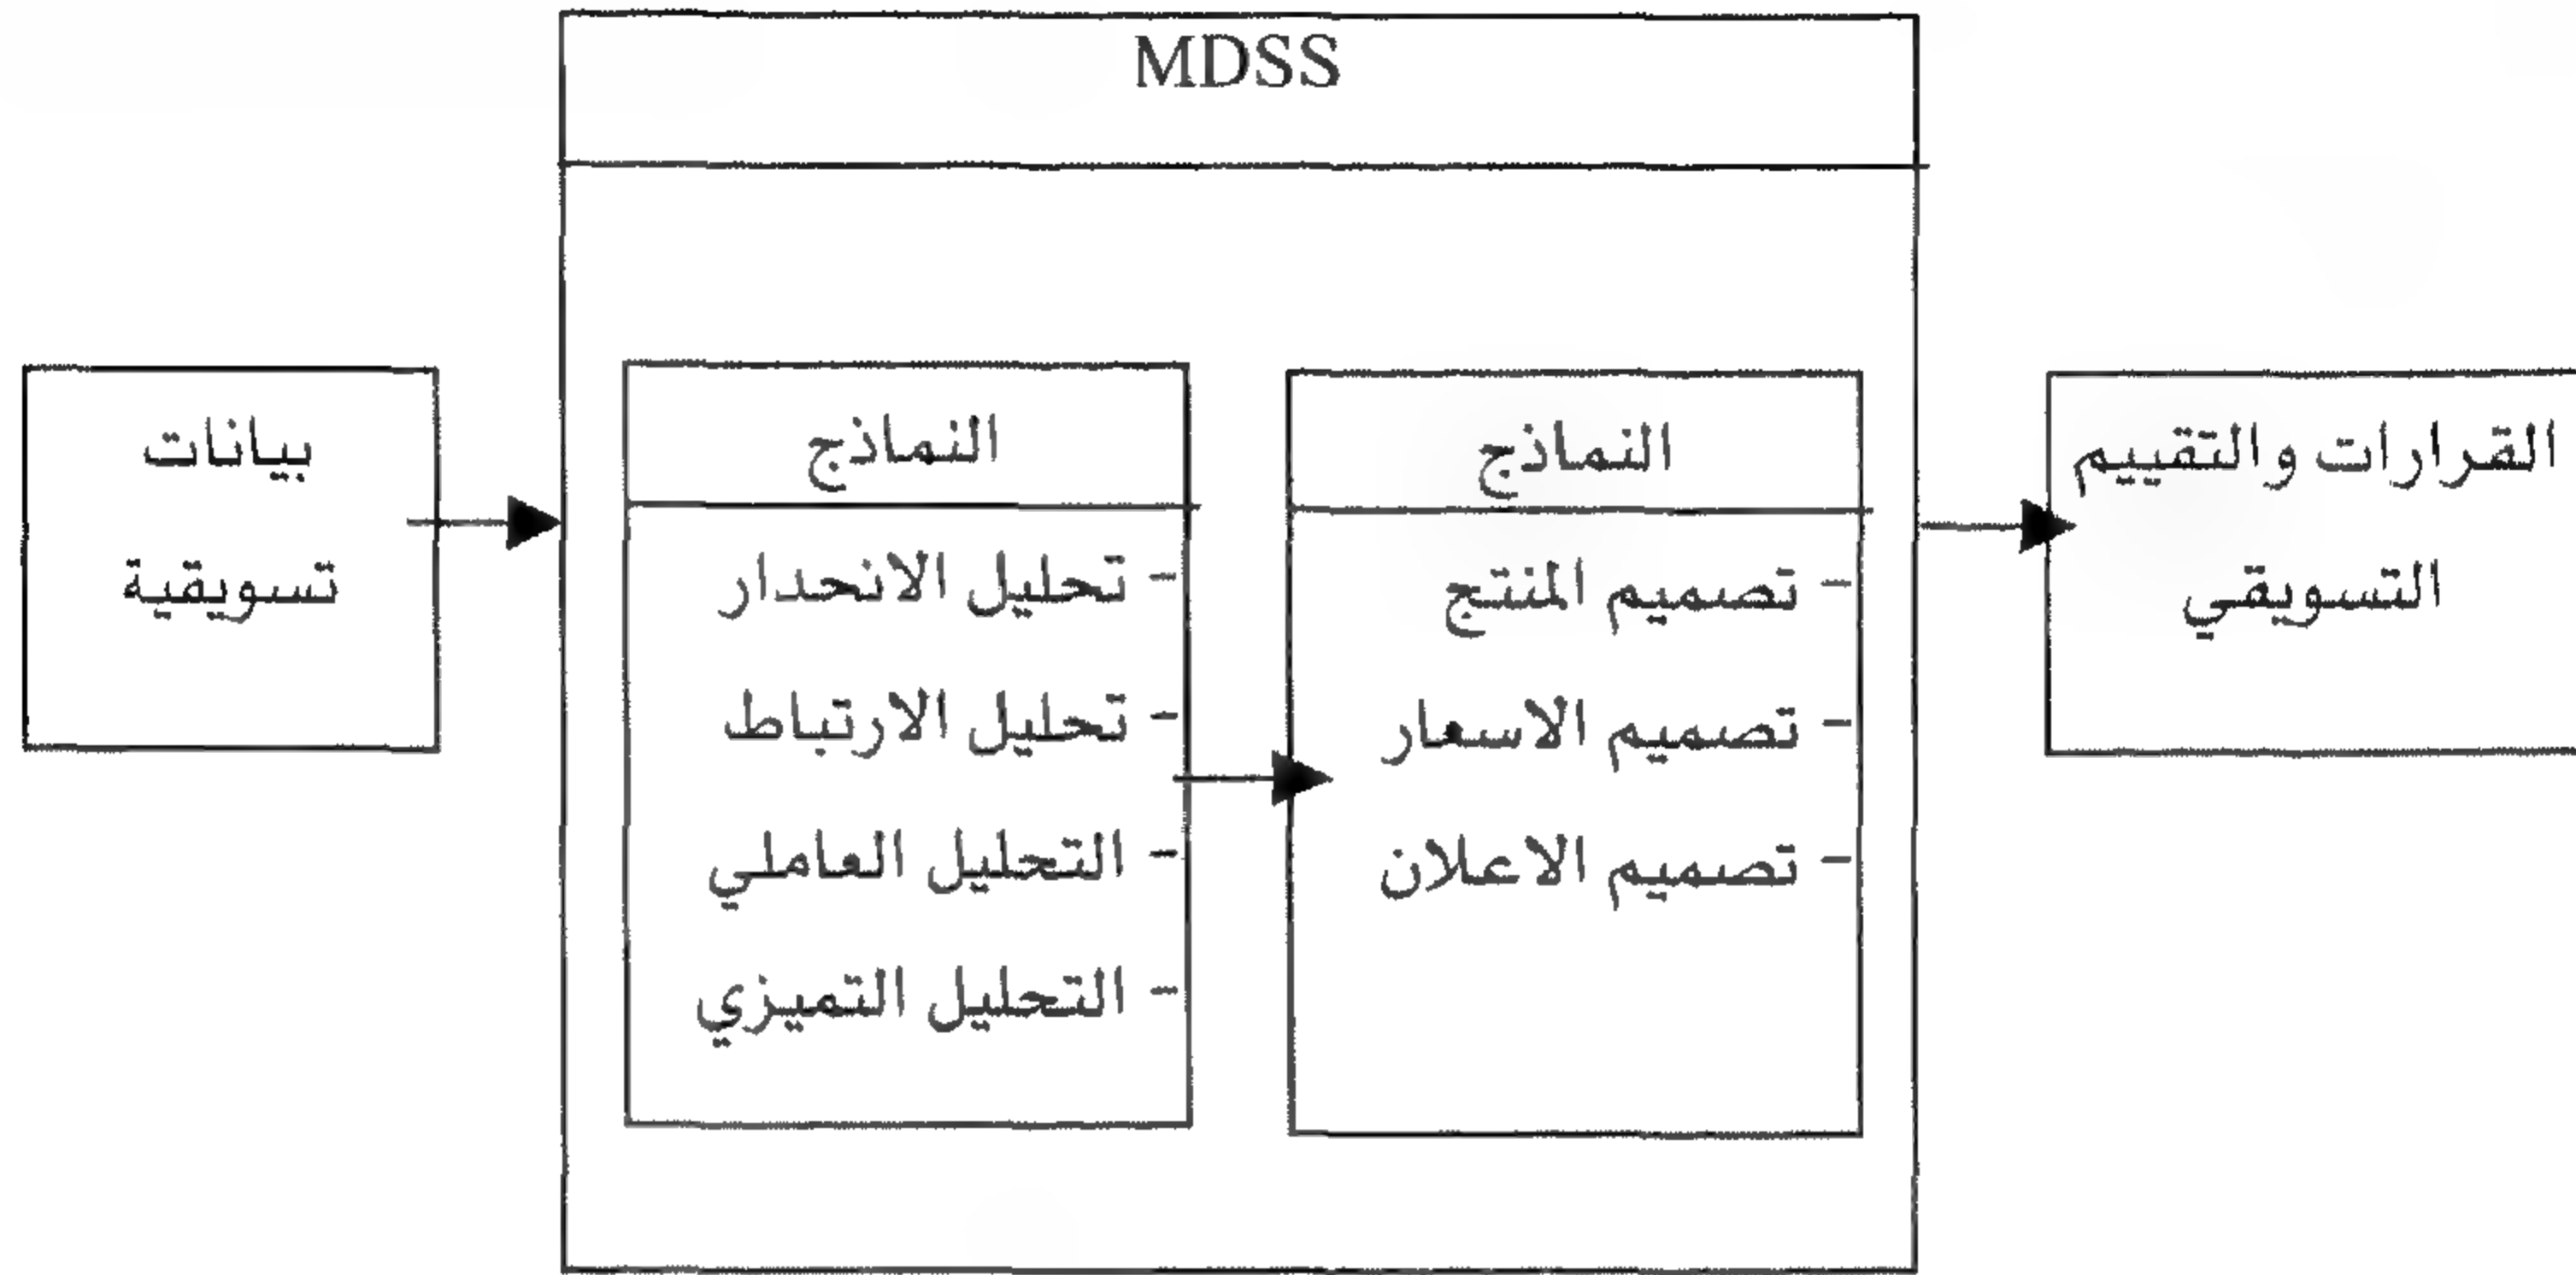 MDSS
بيانات
تسويقية
النماذج
- تحليل الانحدار
- تحليل الارتباط
- التحليل العاملي
- التحليل التميزي
النماذج
- تصميم المنتج
- تصميم الاسعار
- تصميم الاعلان
القرارات والتقييم
التسويقي